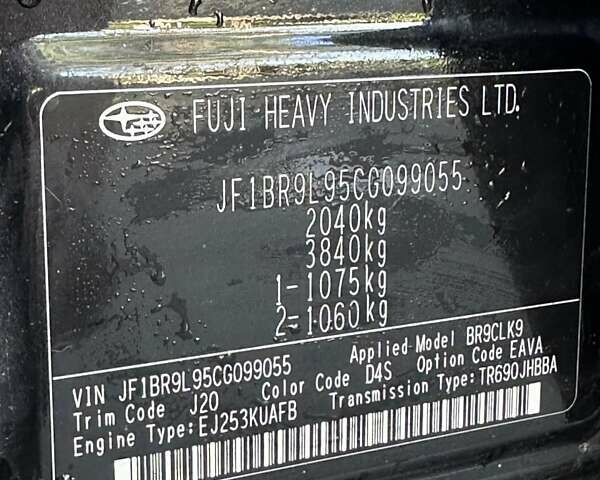 FUJI HEAVY INDUSTRIES LTD.
JF1BR9L95CG099055
2040kg
3840kg
1-1075kg
2-1060kg
VIN JF1BR9L95CG099055 Applied-Model BR9CLK9
Trim Code J20 Color Code D4S Option Code EAVA
Engine Type: EJ253KUAFB Transmission Type: TR690JHBBA